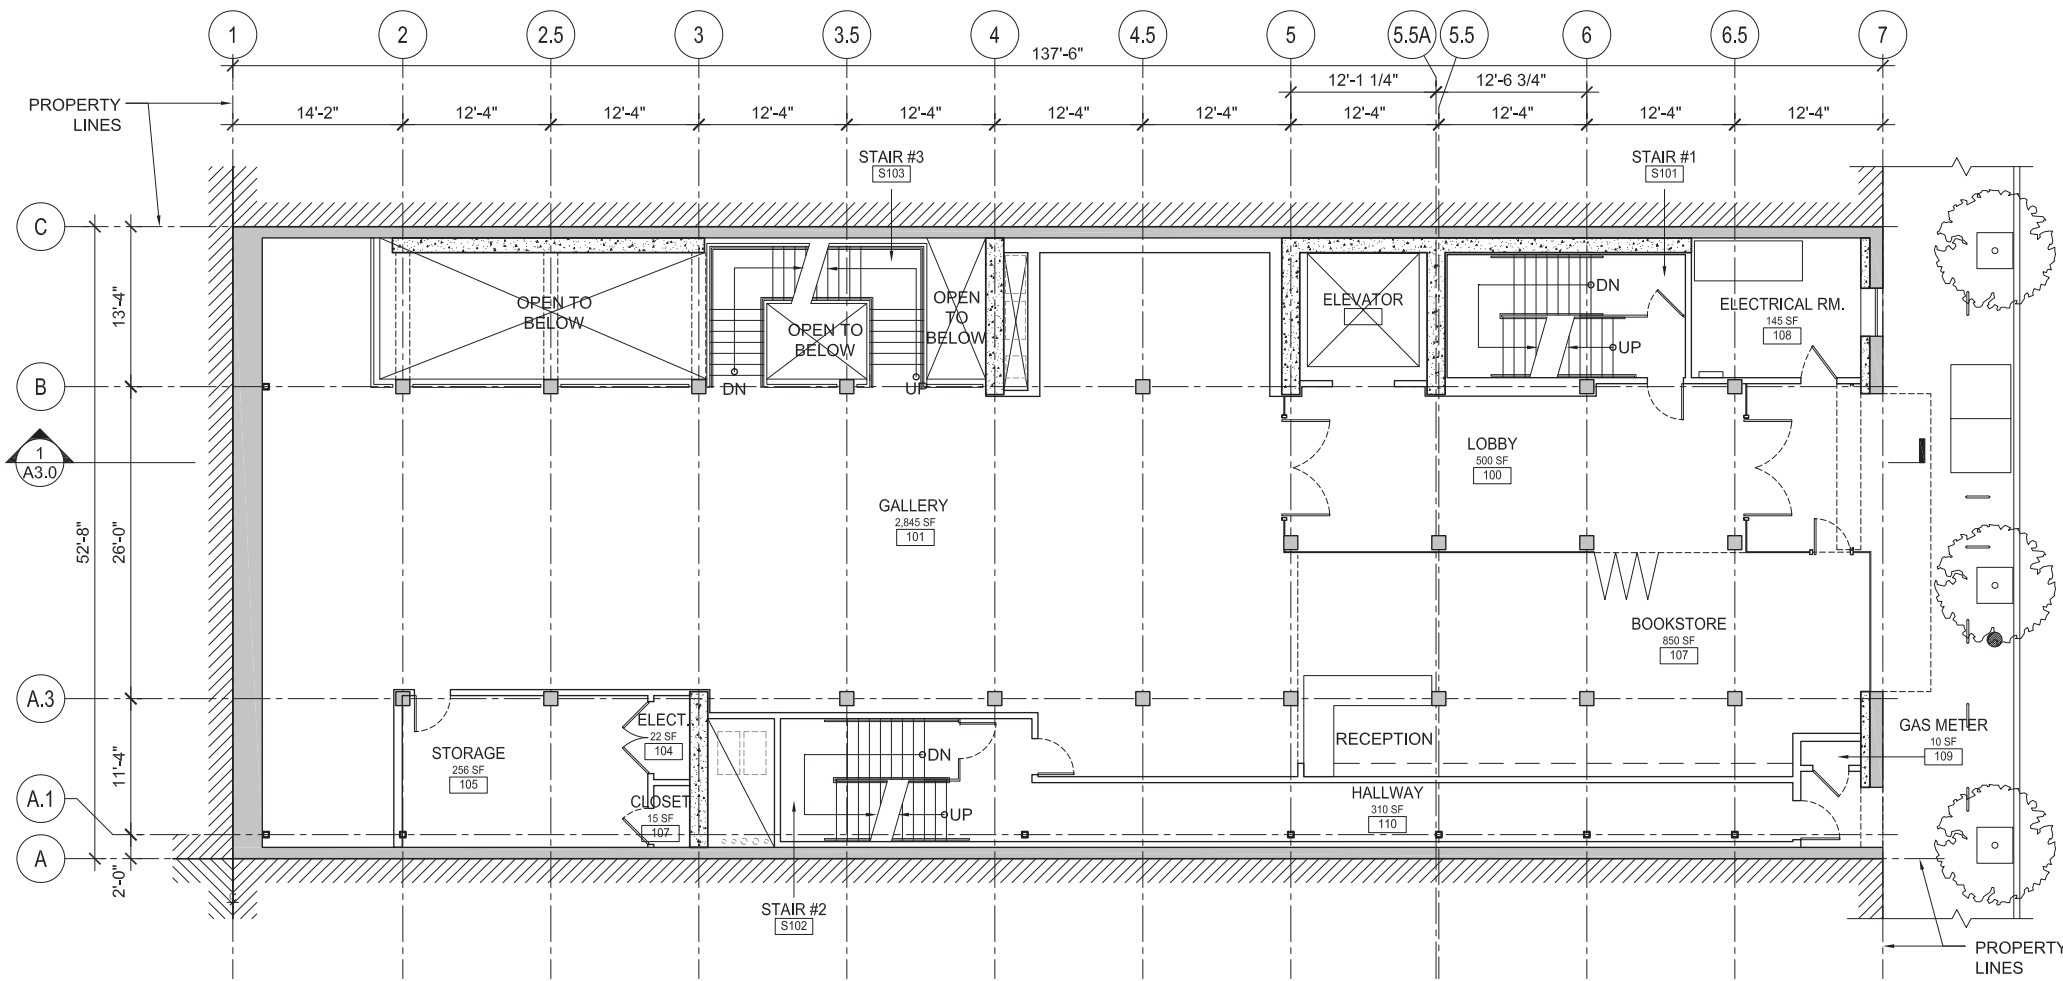 1
2
2.5
3
3.5
4
4.5
5
5.5A
5.5
6
6.5
7
137'-6"
12'-1 1/4"
12'-6 3/4"
PROPERTY
LINES
14'-2"
12'-4"
12'-4"
12'-4"
12'-4"
12'-4"
12'-4"
12'-4"
12'-4"
12'-4"
12'-4"
STAIR #3
S103
STAIR #1
S101
C
13'-4"
OPEN TO
BELOW
OPEN TO
BELOW
OPEN
TO
BELOW
ELEVATOR
DN
UP
ELECTRICAL RM.
145 SF
108
B
DN
UP
1
A3.0
52'-8"
26'-0"
GALLERY
2,845 SF
101
LOBBY
500 SF
100
BOOKSTORE
850 SF
107
A.3
11'-4"
STORAGE
256 SF
105
ELECT.
22 SF
104
CLOSET
15 SF
107
DN
UP
RECEPTION
HALLWAY
310 SF
110
GAS METER
10 SF
109
A.1
A
2'-0"
STAIR #2
S102
PROPERTY
LINES